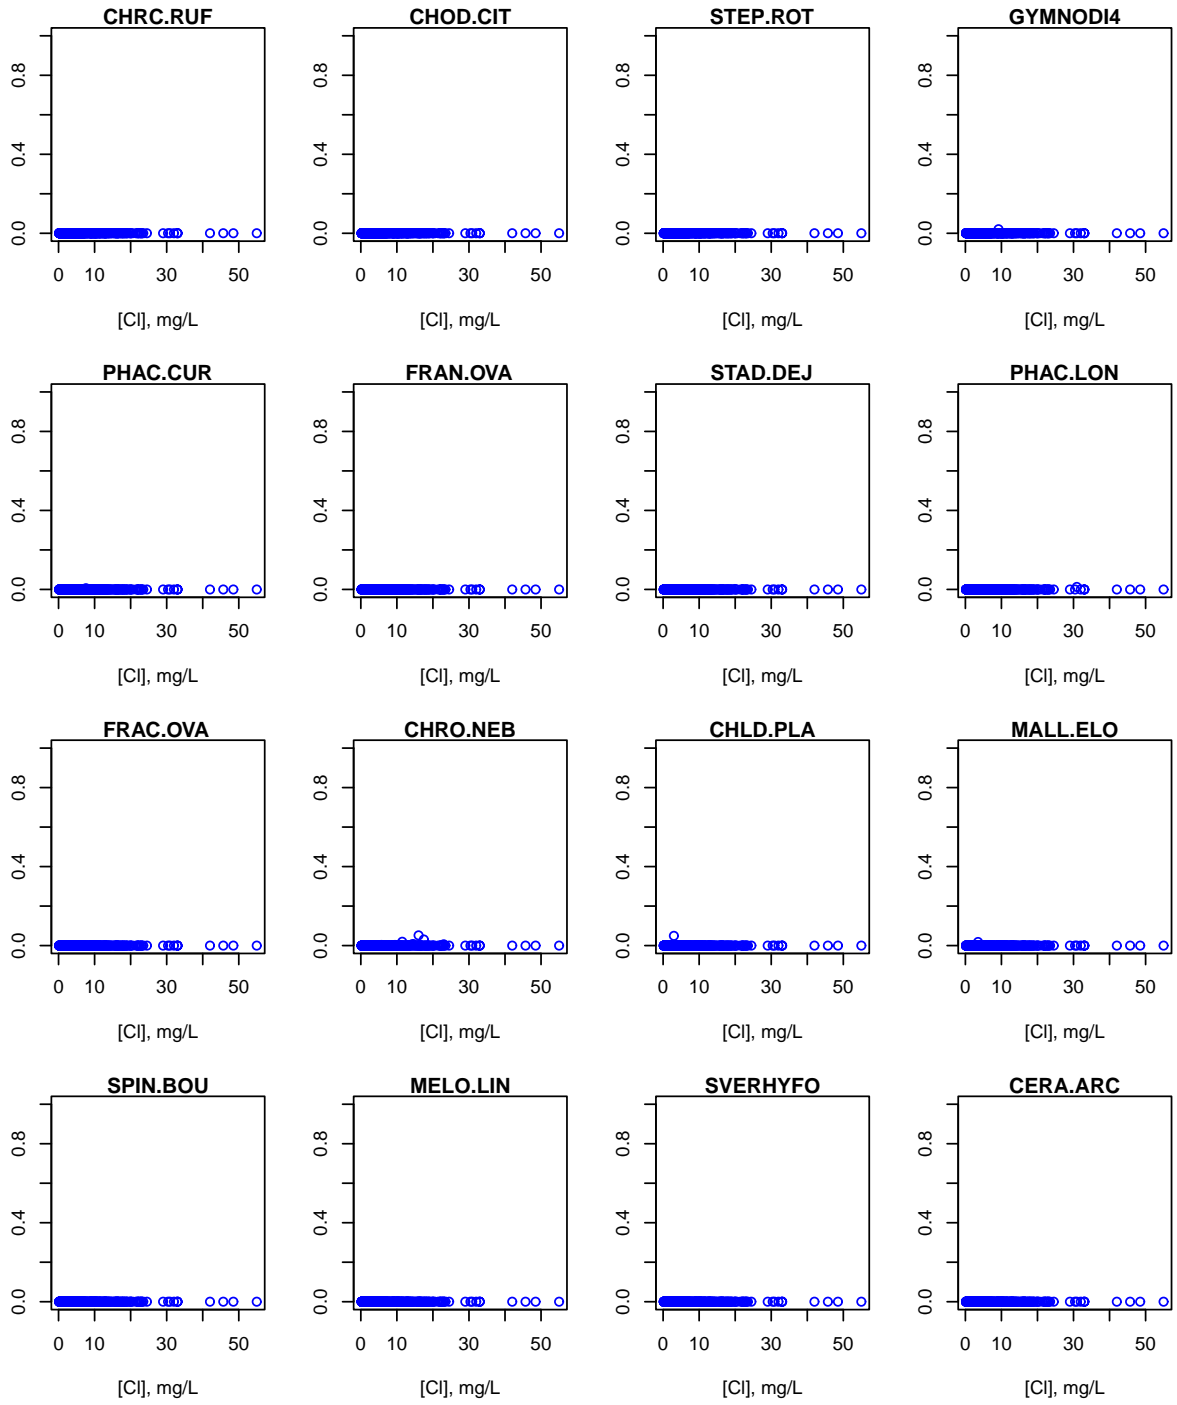 CHRC.RUF CHOD.CIT STEP.ROT GYMNODI4
0.8 0.8 0.8 0.8
0.4 0.4 0.4 0.4
0.0 0.0 0.0 0.0
0 10 30 50 0 10 30 50 0 10 30 50 0 10 30 50
[Cl], mg/L [Cl], mg/L [Cl], mg/L [Cl], mg/L
PHAC.CUR FRAN.OVA STAD.DEJ PHAC.LON
0.8 0.8 0.8 0.8
0.4 0.4 0.4 0.4
0.0 0.0 0.0 0.0
0 10 30 50 0 10 30 50 0 10 30 50 0 10 30 50
[Cl], mg/L [Cl], mg/L [Cl], mg/L [Cl], mg/L
FRAC.OVA CHRO.NEB CHLD.PLA MALL.ELO
0.8 0.8 0.8 0.8
0.4 0.4 0.4 0.4
0.0 0.0 0.0 0.0
0 10 30 50 0 10 30 50 0 10 30 50 0 10 30 50
[Cl], mg/L [Cl], mg/L [Cl], mg/L [Cl], mg/L
SPIN.BOU MELO.LIN SVERHYFO CERA.ARC
0.8 0.8 0.8 0.8
0.4 0.4 0.4 0.4
0.0 0.0 0.0 0.0
0 10 30 50 0 10 30 50 0 10 30 50 0 10 30 50
[Cl], mg/L [Cl], mg/L [Cl], mg/L [Cl], mg/L